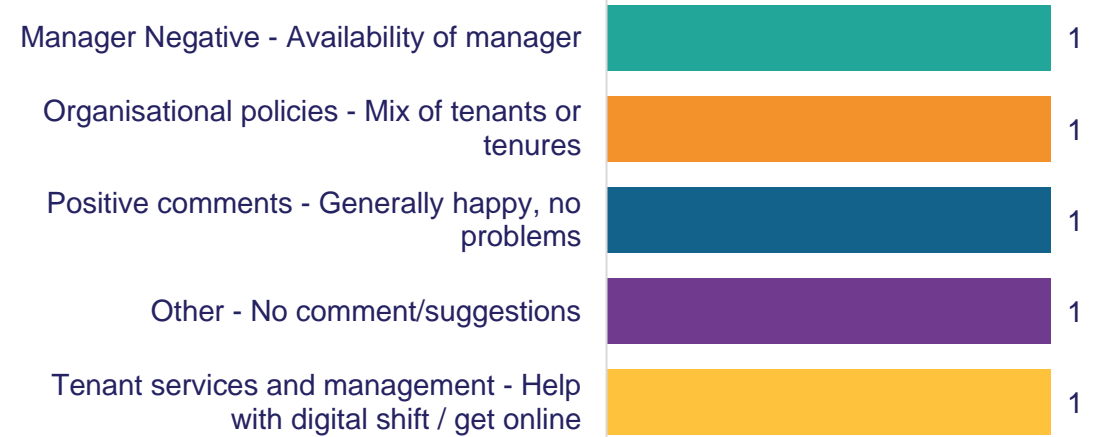 Manager Negative - Availability of manager
1
Organisational policies - Mix of tenants or
tenures
1
Positive comments - Generally happy, no
problems
1
Other - No comment/suggestions
1
Tenant services and management - Help
with digital shift / get online
1